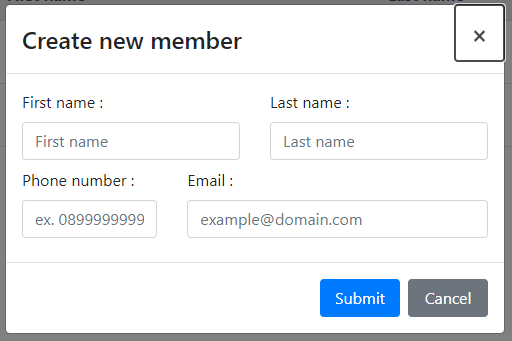 Create new member
×
First name :
Last name :
First name
Last name
Phone number :
Email :
ex. 0899999999
example@domain.com
Submit
Cancel